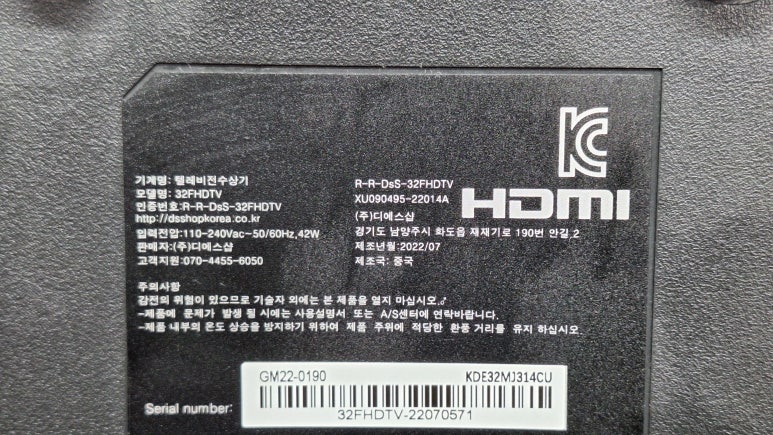 기계명: 텔레비전수상기
모델명: 32FHDTV
인증번호:R-R-DsS-32FHDTV
http://dsshopkorea.co.kr
입력전압:110-240Vac~50/60Hz,42W
판매자:(주)디에스샵
고객지원:070-4455-6050
R-R-DsS-32FHDTV
XU090495-22014A
(주)디에스샵
경기도 남양주시 화도읍 재재기로 190번 안길 2
제조년월:2022/07
제조국: 중국
KC
HDMI
주의사항
감전의 위험이 있으므로 기술자 외에는 본 제품을 열지 마십시오.
-제품에 문제가 발생 될 시에는 사용설명서 또는 A/S센터에 연락바랍니다.
-제품 내부의 온도 상승을 방지하기 위하여 제품 주위에 적당한 환풍 거리를 유지 하십시오.
GM22-0190 KDE32MJ314CU
Serial number:
32FHDTV-22070571